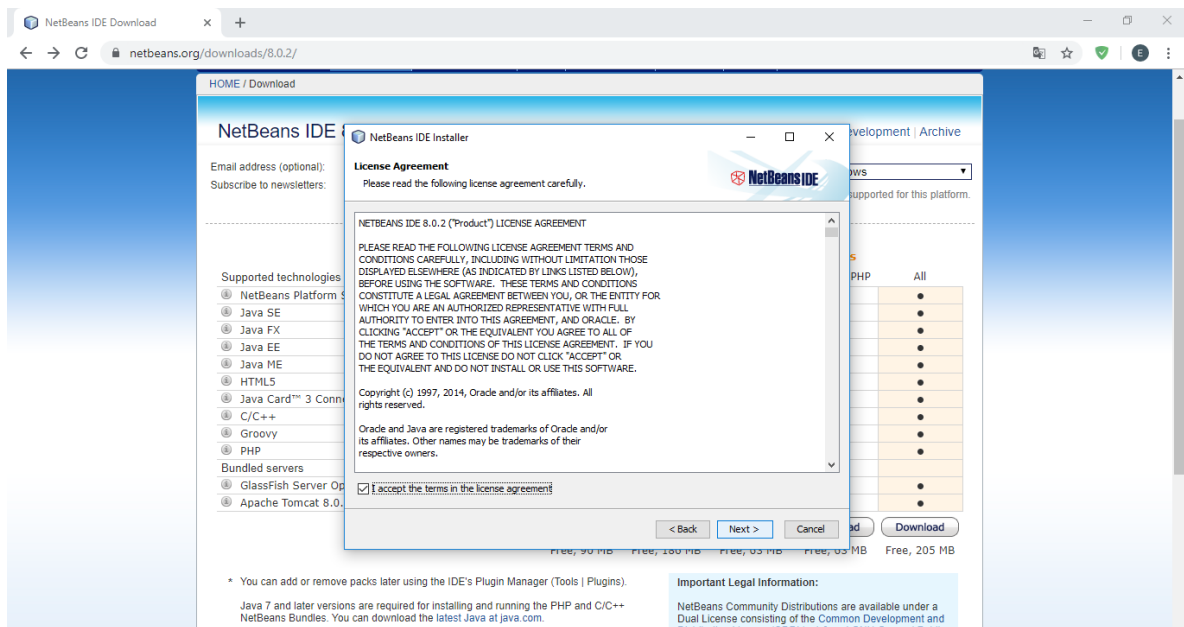 NetBeans IDE Download
netbeans.org/downloads/8.0.2/
E
HOME / Download
NetBeans IDE
Development | Archive
Email address (optional):
Subscribe to newsletters:
supported for this platform.
NetBeans IDE Installer
License Agreement
Please read the following license agreement carefully.
NetBeans IDE
NETBEANS IDE 8.0.2 ("Product") LICENSE AGREEMENT
PLEASE READ THE FOLLOWING LICENSE AGREEMENT TERMS AND
CONDITIONS CAREFULLY, INCLUDING WITHOUT LIMITATION THOSE
DISPLAYED ELSEWHERE (AS INDICATED BY LINKS LISTED BELOW),
BEFORE USING THE SOFTWARE. THESE TERMS AND CONDITIONS
CONSTITUTE A LEGAL AGREEMENT BETWEEN YOU, OR THE ENTITY FOR
WHICH YOU ARE AN AUTHORIZED REPRESENTATIVE WITH FULL
AUTHORITY TO ENTER INTO THIS AGREEMENT, AND ORACLE. BY
CLICKING "ACCEPT" OR THE EQUIVALENT YOU AGREE TO ALL OF
THE TERMS AND CONDITIONS OF THIS LICENSE AGREEMENT. IF YOU
DO NOT AGREE TO THIS LICENSE DO NOT CLICK "ACCEPT" OR
THE EQUIVALENT AND DO NOT INSTALL OR USE THIS SOFTWARE.
Copyright (c) 1997, 2014, Oracle and/or its affiliates. All
rights reserved.
Oracle and Java are registered trademarks of Oracle and/or
its affiliates. Other names may be trademarks of their
respective owners.
I accept the terms in the license agreement
< Back
Next >
Cancel
Supported technologies
PHP
All
NetBeans Platform
Java SE
Java FX
Java EE
Java ME
HTML5
Java Card™ 3
C/C++
Groovy
PHP
Bundled servers
GlassFish Server
Apache Tomcat 8.0.
Download
Free, 90 MB
Free, 186 MB
Free, 63 MB
Free, 63 MB
Free, 205 MB
* You can add or remove packs later using the IDE's Plugin Manager (Tools | Plugins).
Java 7 and later versions are required for installing and running the PHP and C/C++
NetBeans Bundles. You can download the latest Java at java.com.
Important Legal Information:
NetBeans Community Distributions are available under a
Dual License consisting of the Common Development and